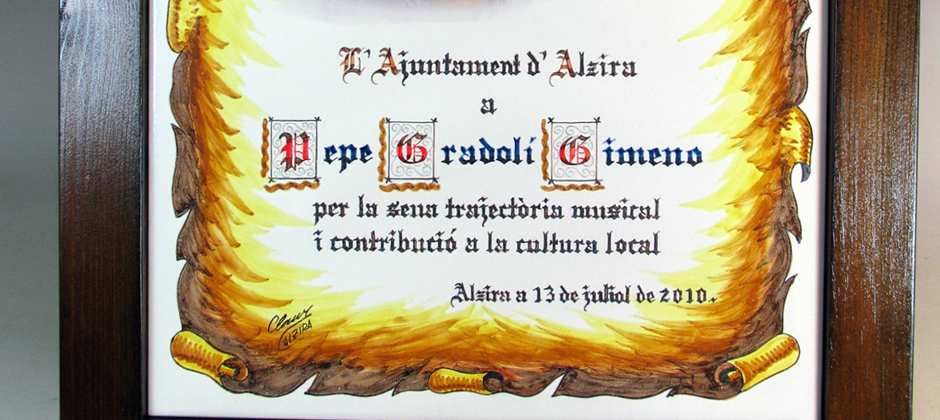 L'Ajuntament d'Alzira
a
Pepe Gradolí Gimeno
per la seua trajectòria musical
i contribució a la cultura local
Alzira a 13 de juliol de 2010.
ALZIRA